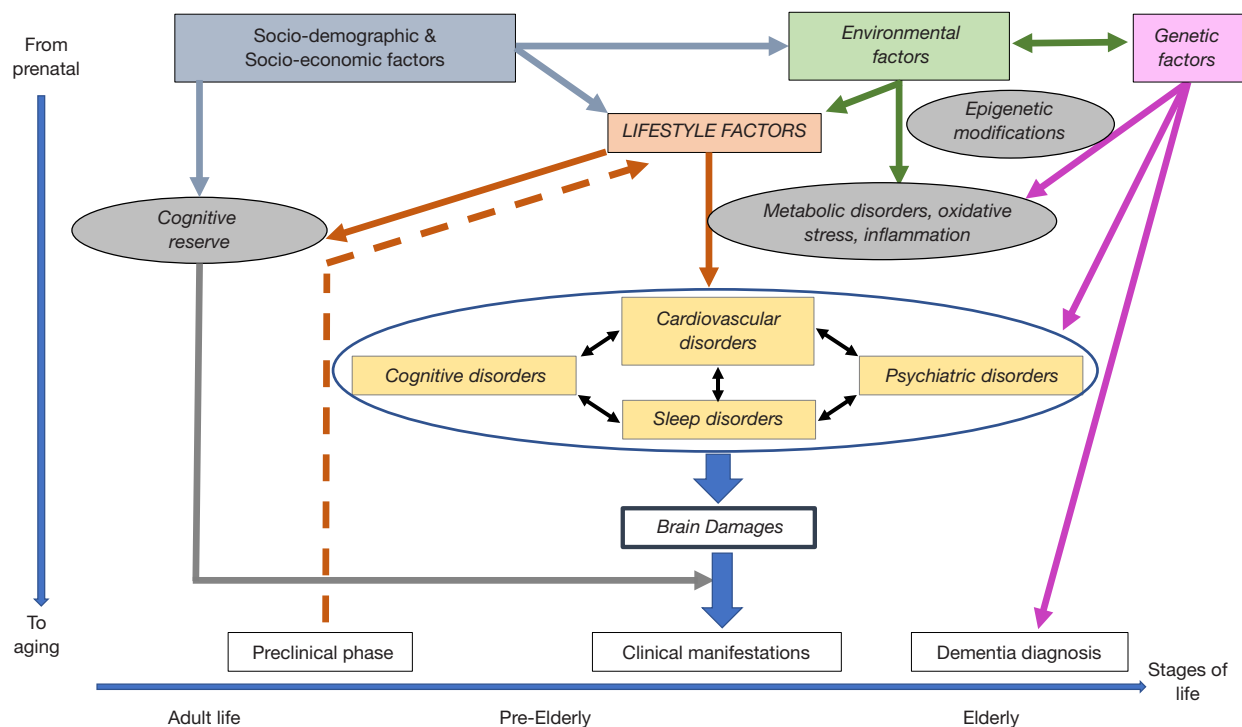 From
prenatal
Socio-demographic &
Socio-economic factors
Environmental
factors
Genetic
factors
LIFESTYLE FACTORS
Epigenetic
modifications
Cognitive
reserve
Metabolic disorders, oxidative
stress, inflammation
Cardiovascular
disorders
Cognitive disorders
Psychiatric disorders
Sleep disorders
Brain Damages
To
aging
Preclinical phase
Clinical manifestations
Dementia diagnosis
Stages of
life
Adult life
Pre-Elderly
Elderly